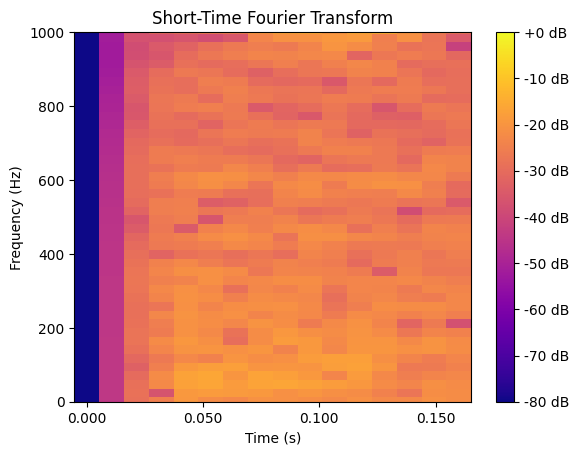 Short-Time Fourier Transform
Frequency (Hz)
1000
800
600
400
200
0
0.000
0.050
0.100
0.150
Time (s)
+0 dB
-10 dB
-20 dB
-30 dB
-40 dB
-50 dB
-60 dB
-70 dB
-80 dB